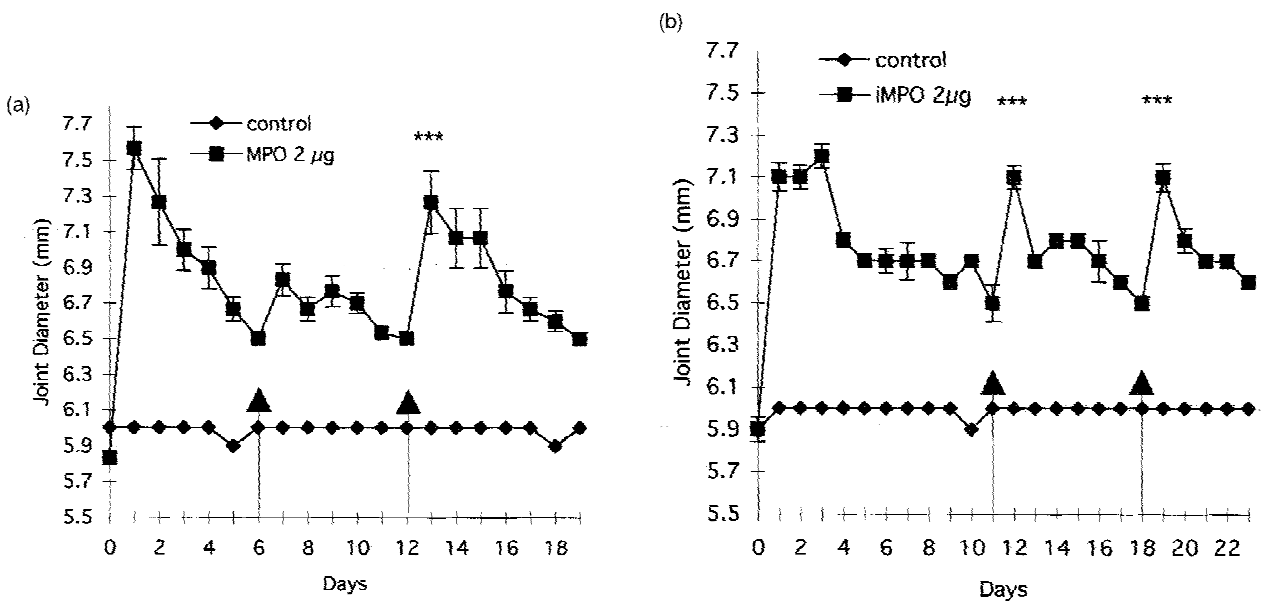 (a)
7.7
7.5
7.3
7.1
6.9
6.7
6.5
6.3
6.1
5.9
5.7
5.5
Joint Diameter (mm)
control
MPO 2 µg
***
0 2 4 6 8 10 12 14 16 18
Days
(b)
7.7
7.5
7.3
7.1
6.9
6.7
6.5
6.3
6.1
5.9
5.7
5.5
Joint Diameter (mm)
control
iMPO 2µg
*** ***
0 2 4 6 8 10 12 14 16 18 20 22
Days